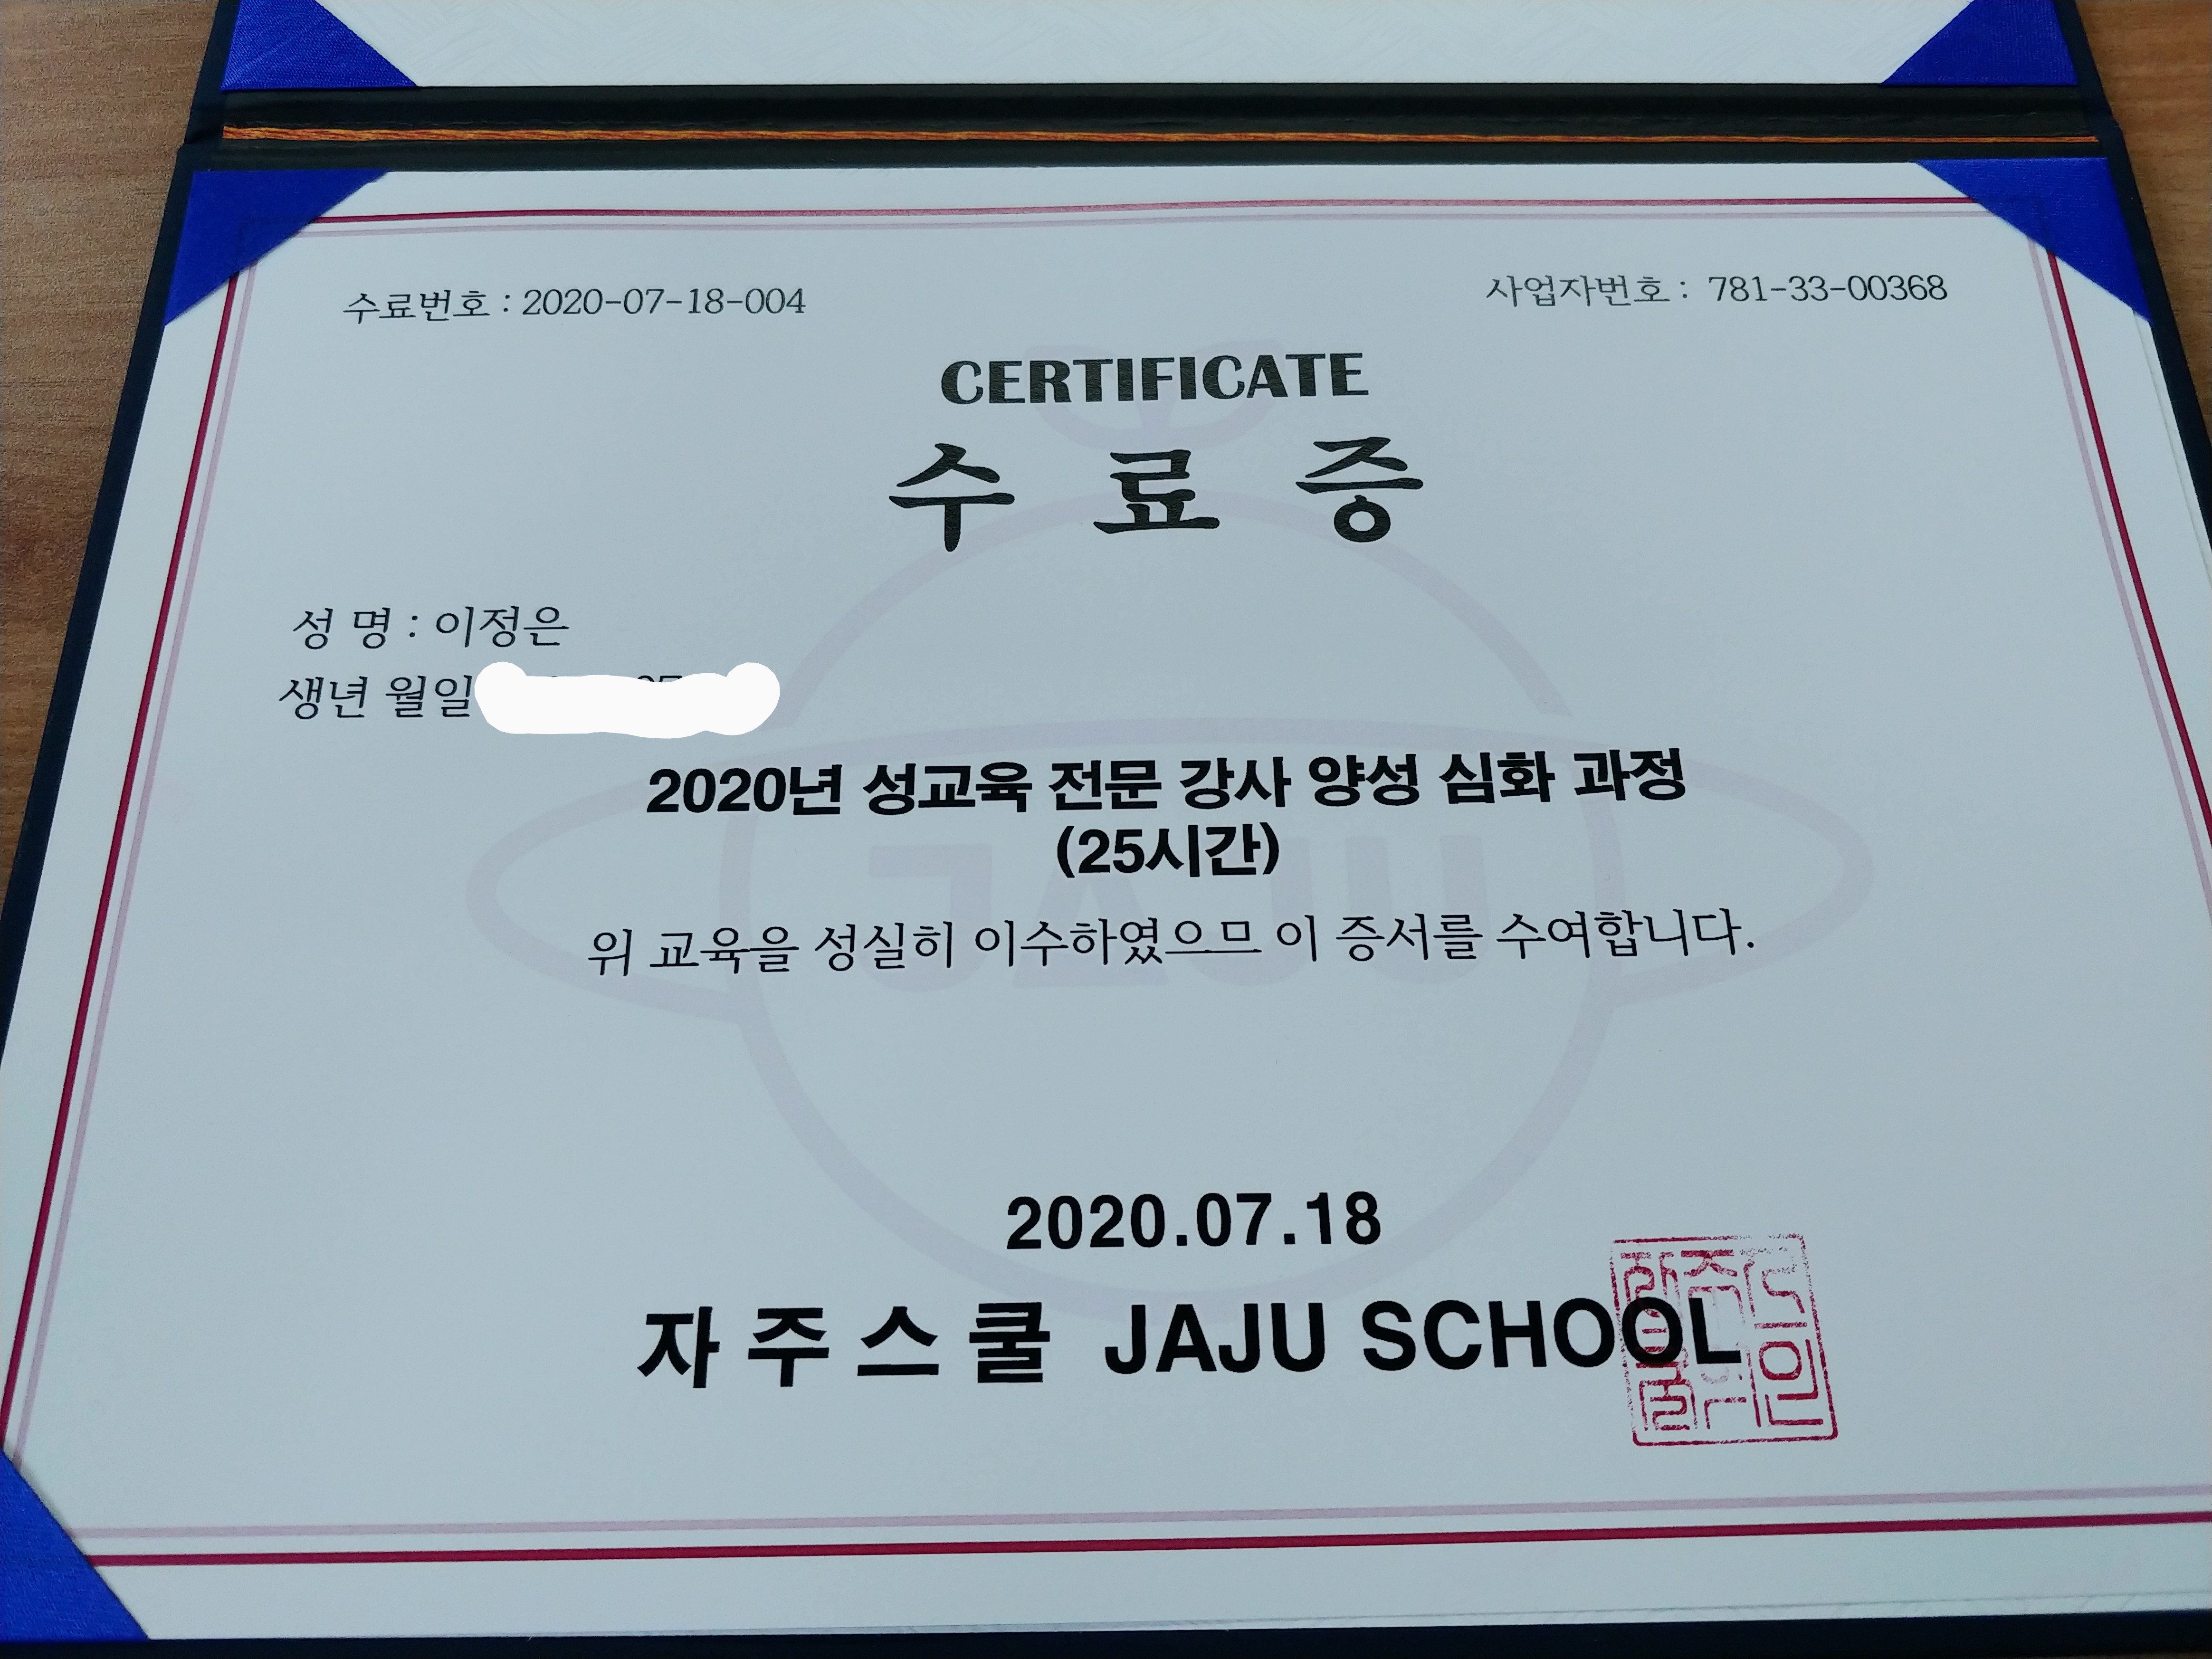 수료번호 : 2020-07-18-004
사업자번호 : 781-33-00368
CERTIFICATE
수 료 증
성 명 : 이정은
생년 월일
2020년 성교육 전문 강사 양성 심화 과정
(25시간)
위 교육을 성실히 이수하였으므로 이 증서를 수여합니다.
JAJU
2020.07.18
자주스쿨 JAJU SCHOOL